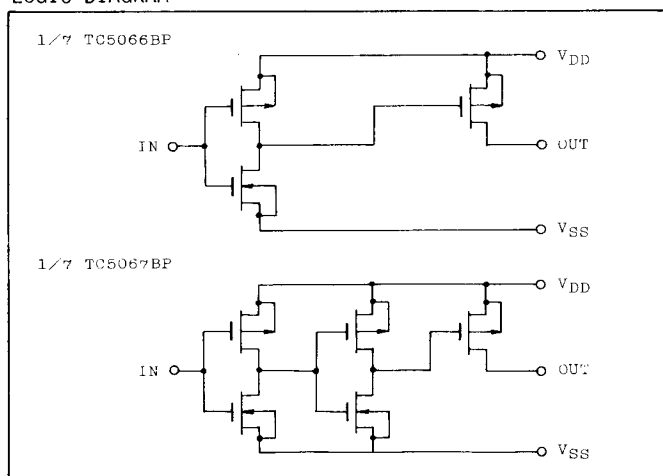 LOGIC DIAGRAM
1/7 TC5066BP
VDD
IN
OUT
VSS
1/7 TC5067BP
VDD
IN
OUT
VSS